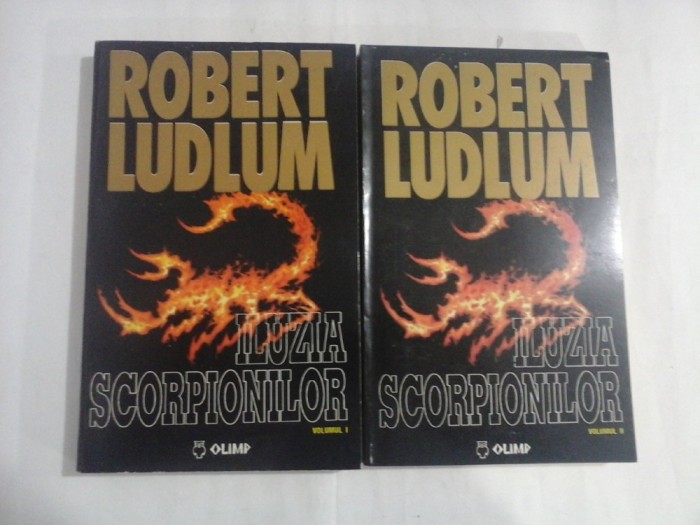 ROBERT
LUDLUM
ILUZIA
SCORPIONILOR
VOLUMUL I
OLIMP
ROBERT
LUDLUM
ILUZIA
SCORPIONILOR
VOLUMUL II
OLIMP